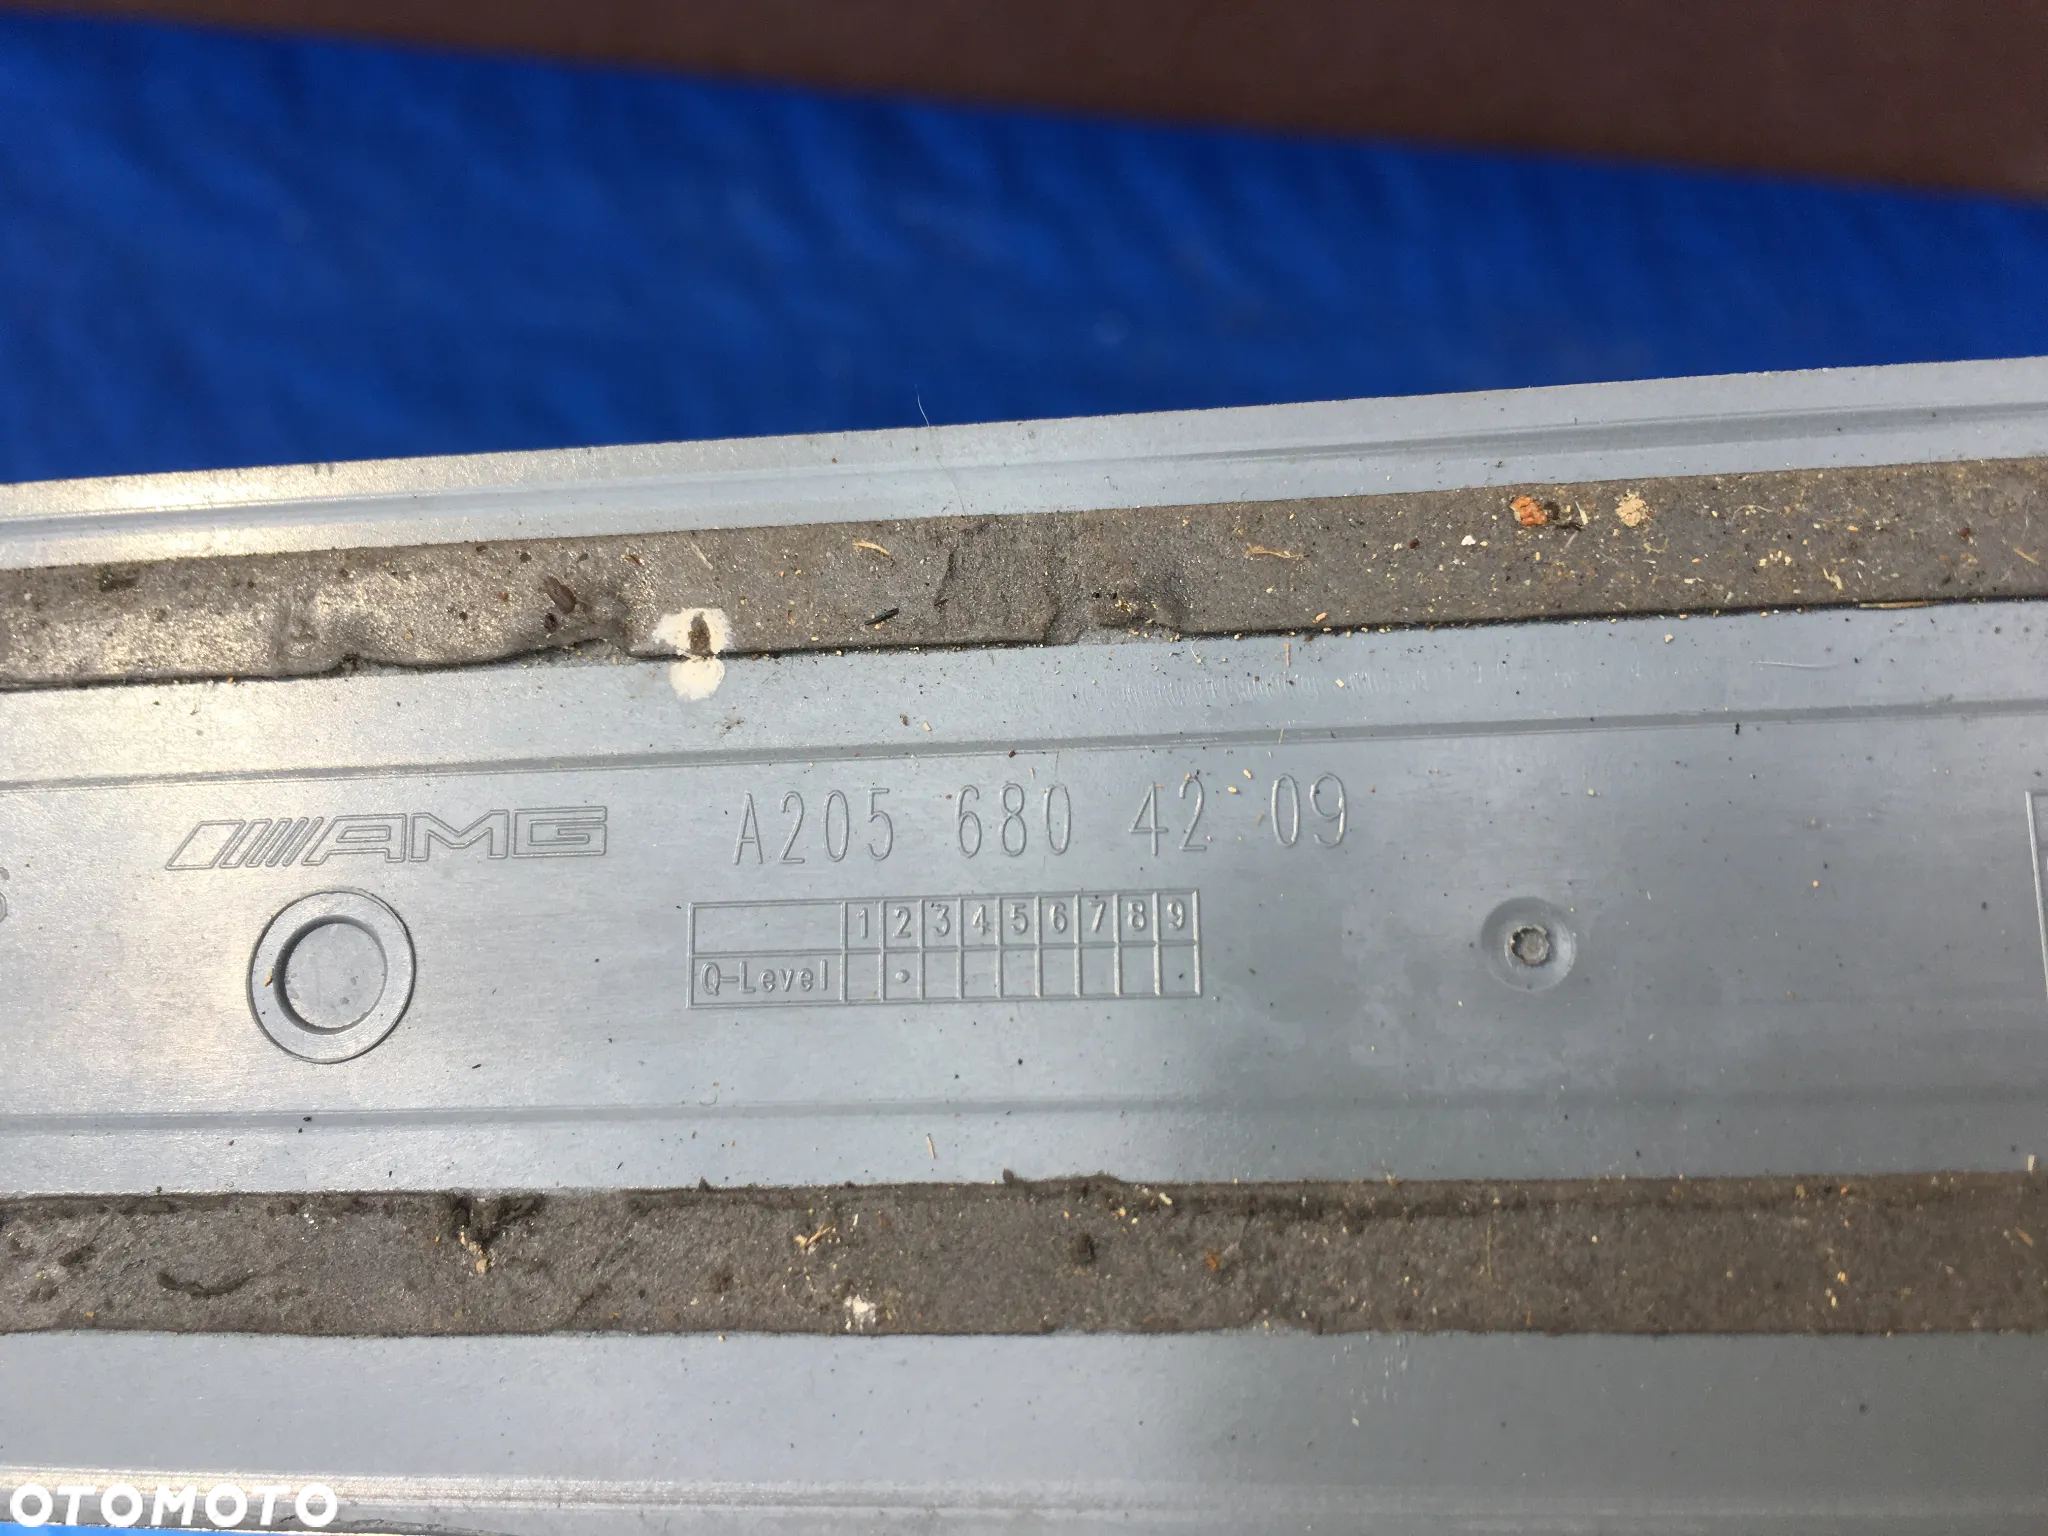 AMG A205 680 42 09
1 2 3 4 5 6 7 8 9
Q-Level
OTOMOTO